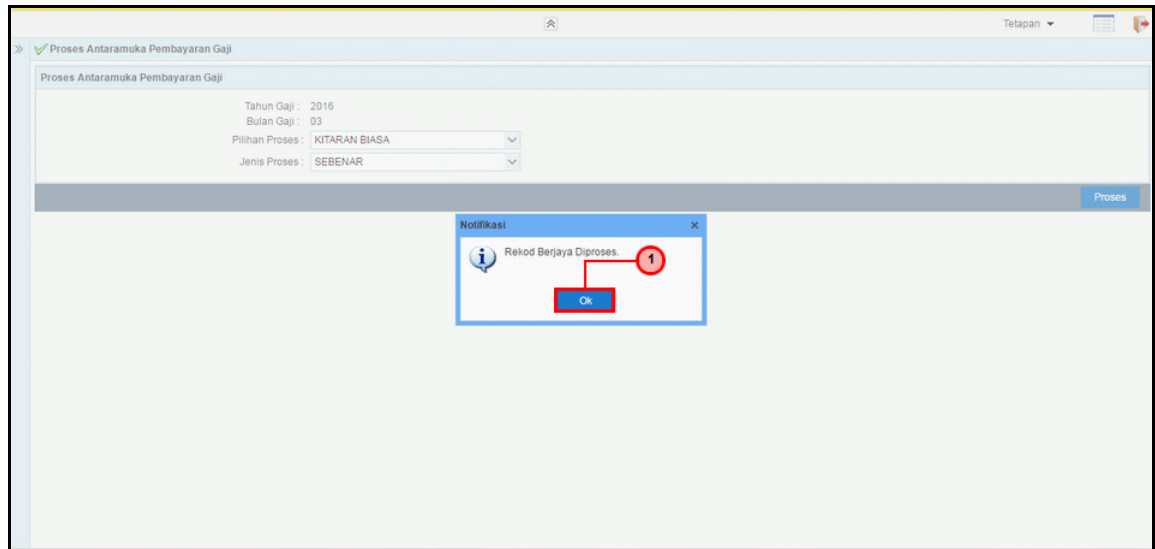 Tetapan
Proses Antaramuka Pembayaran Gaji
Proses Antaramuka Pembayaran Gaji
Tahun Gaji : 2016
Bulan Gaji : 03
Pilihan Proses : KITARAN BIASA
Jenis Proses : SEBENAR
Proses
Notifikasi
Rekod Berjaya Diproses.
1
Ok